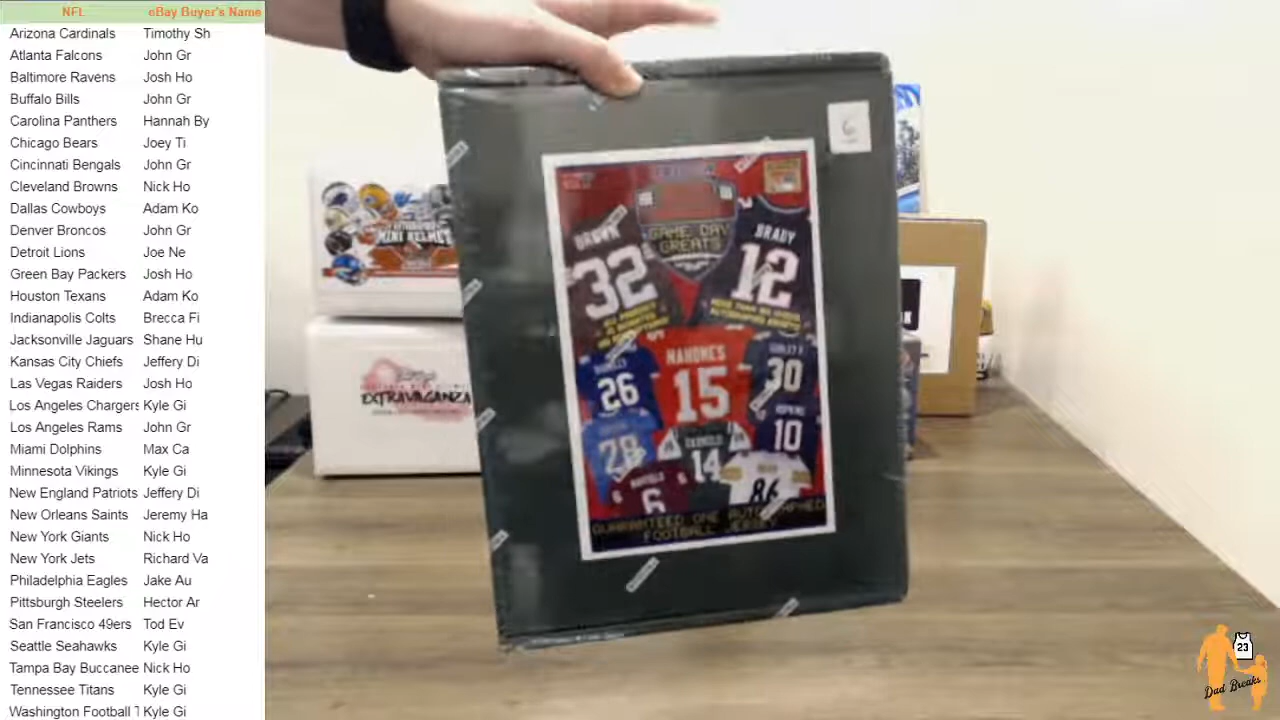 NFL eBay Buyer's Name
Arizona Cardinals Timothy Sh
Atlanta Falcons John Gr
Baltimore Ravens Josh Ho
Buffalo Bills John Gr
Carolina Panthers Hannah By
Chicago Bears Joey Ti
Cincinnati Bengals John Gr
Cleveland Browns Nick Ho
Dallas Cowboys Adam Ko
Denver Broncos John Gr
Detroit Lions Joe Ne
Green Bay Packers Josh Ho
Houston Texans Adam Ko
Indianapolis Colts Brecca Fi
Jacksonville Jaguars Shane Hu
Kansas City Chiefs Jeffery Di
Las Vegas Raiders Josh Ho
Los Angeles Chargers Kyle Gi
Los Angeles Rams John Gr
Miami Dolphins Max Ca
Minnesota Vikings Kyle Gi
New England Patriots Jeffery Di
New Orleans Saints Jeremy Ha
New York Giants Nick Ho
New York Jets Richard Va
Philadelphia Eagles Jake Au
Pittsburgh Steelers Hector Ar
San Francisco 49ers Tod Ev
Seattle Seahawks Kyle Gi
Tampa Bay Buccanee Nick Ho
Tennessee Titans Kyle Gi
Washington Football T Kyle Gi
MINI HELMET
EXTRAVAGANZA
6
GAME DAY
GREATS
BROWN
32
BRADY
12
MAHOMES
15
26
30
28
10
14
6
86
GUARANTEED ONE AUTOGRAPHED
FOOTBALL JERSEY
23
Dad Breaks